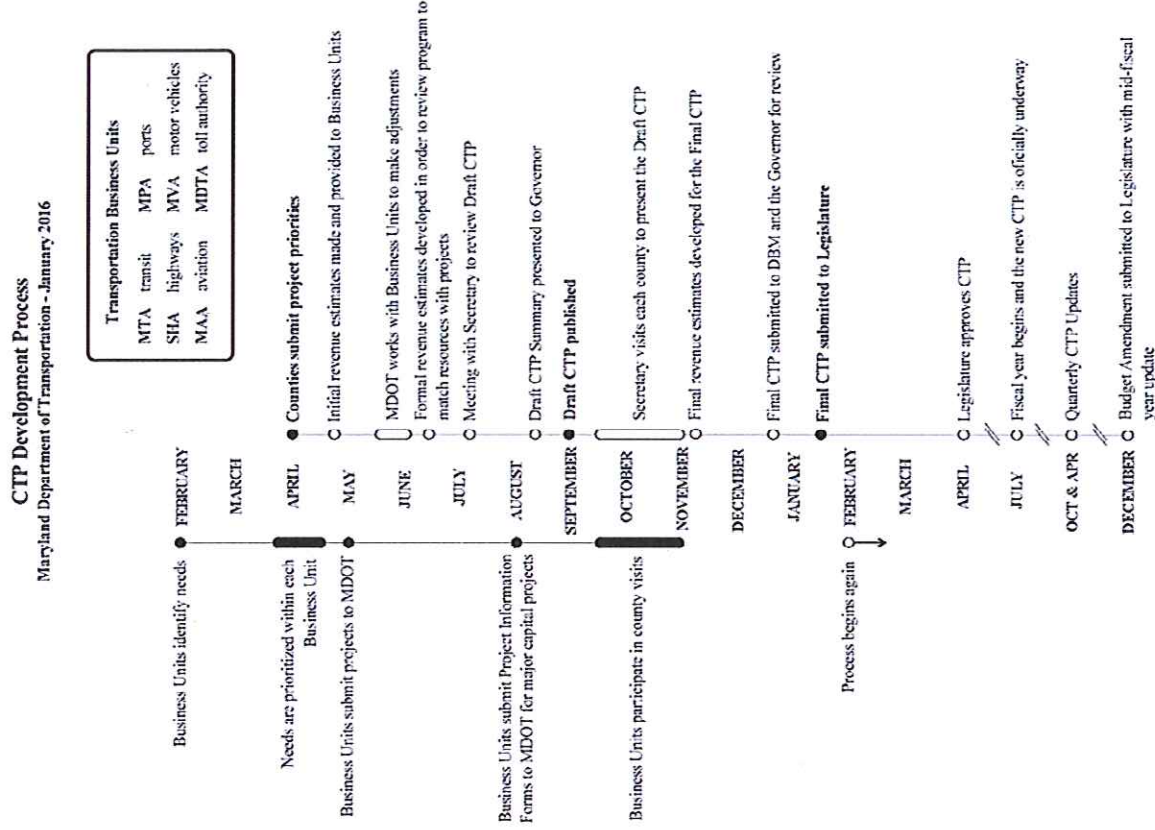 CTP Development Process
Maryland Department of Transportation - January 2016
Transportation Business Units
MTA transit MPA ports
SHA highways MVA motor vehicles
MAA aviation MDTA toll authority
Business Units identify needs
FEBRUARY
MARCH
Needs are prioritized within each
Business Unit
APRIL
Counties submit project priorities
Business Units submit projects to MDOT
MAY
Initial revenue estimates made and provided to Business Units
JUNE
MDOT works with Business Units to make adjustments
Formal revenue estimates developed in order to review program to
match resources with projects
JULY
Meeting with Secretary to review Draft CTP
Business Units submit Project Information
Forms to MDOT for major capital projects
AUGUST
Draft CTP Summary presented to Governor
SEPTEMBER
Draft CTP published
Business Units participate in county visits
OCTOBER
Secretary visits each county to present the Draft CTP
NOVEMBER
Final revenue estimates developed for the Final CTP
DECEMBER
Final CTP submitted to DBM and the Governor for review
JANUARY
Final CTP submitted to Legislature
Process begins again
FEBRUARY
MARCH
APRIL
Legislature approves CTP
JULY
Fiscal year begins and the new CTP is oficially underway
OCT & APR
Quarterly CTP Updates
DECEMBER
Budget Amendment submitted to Legislature with mid-fiscal
year update